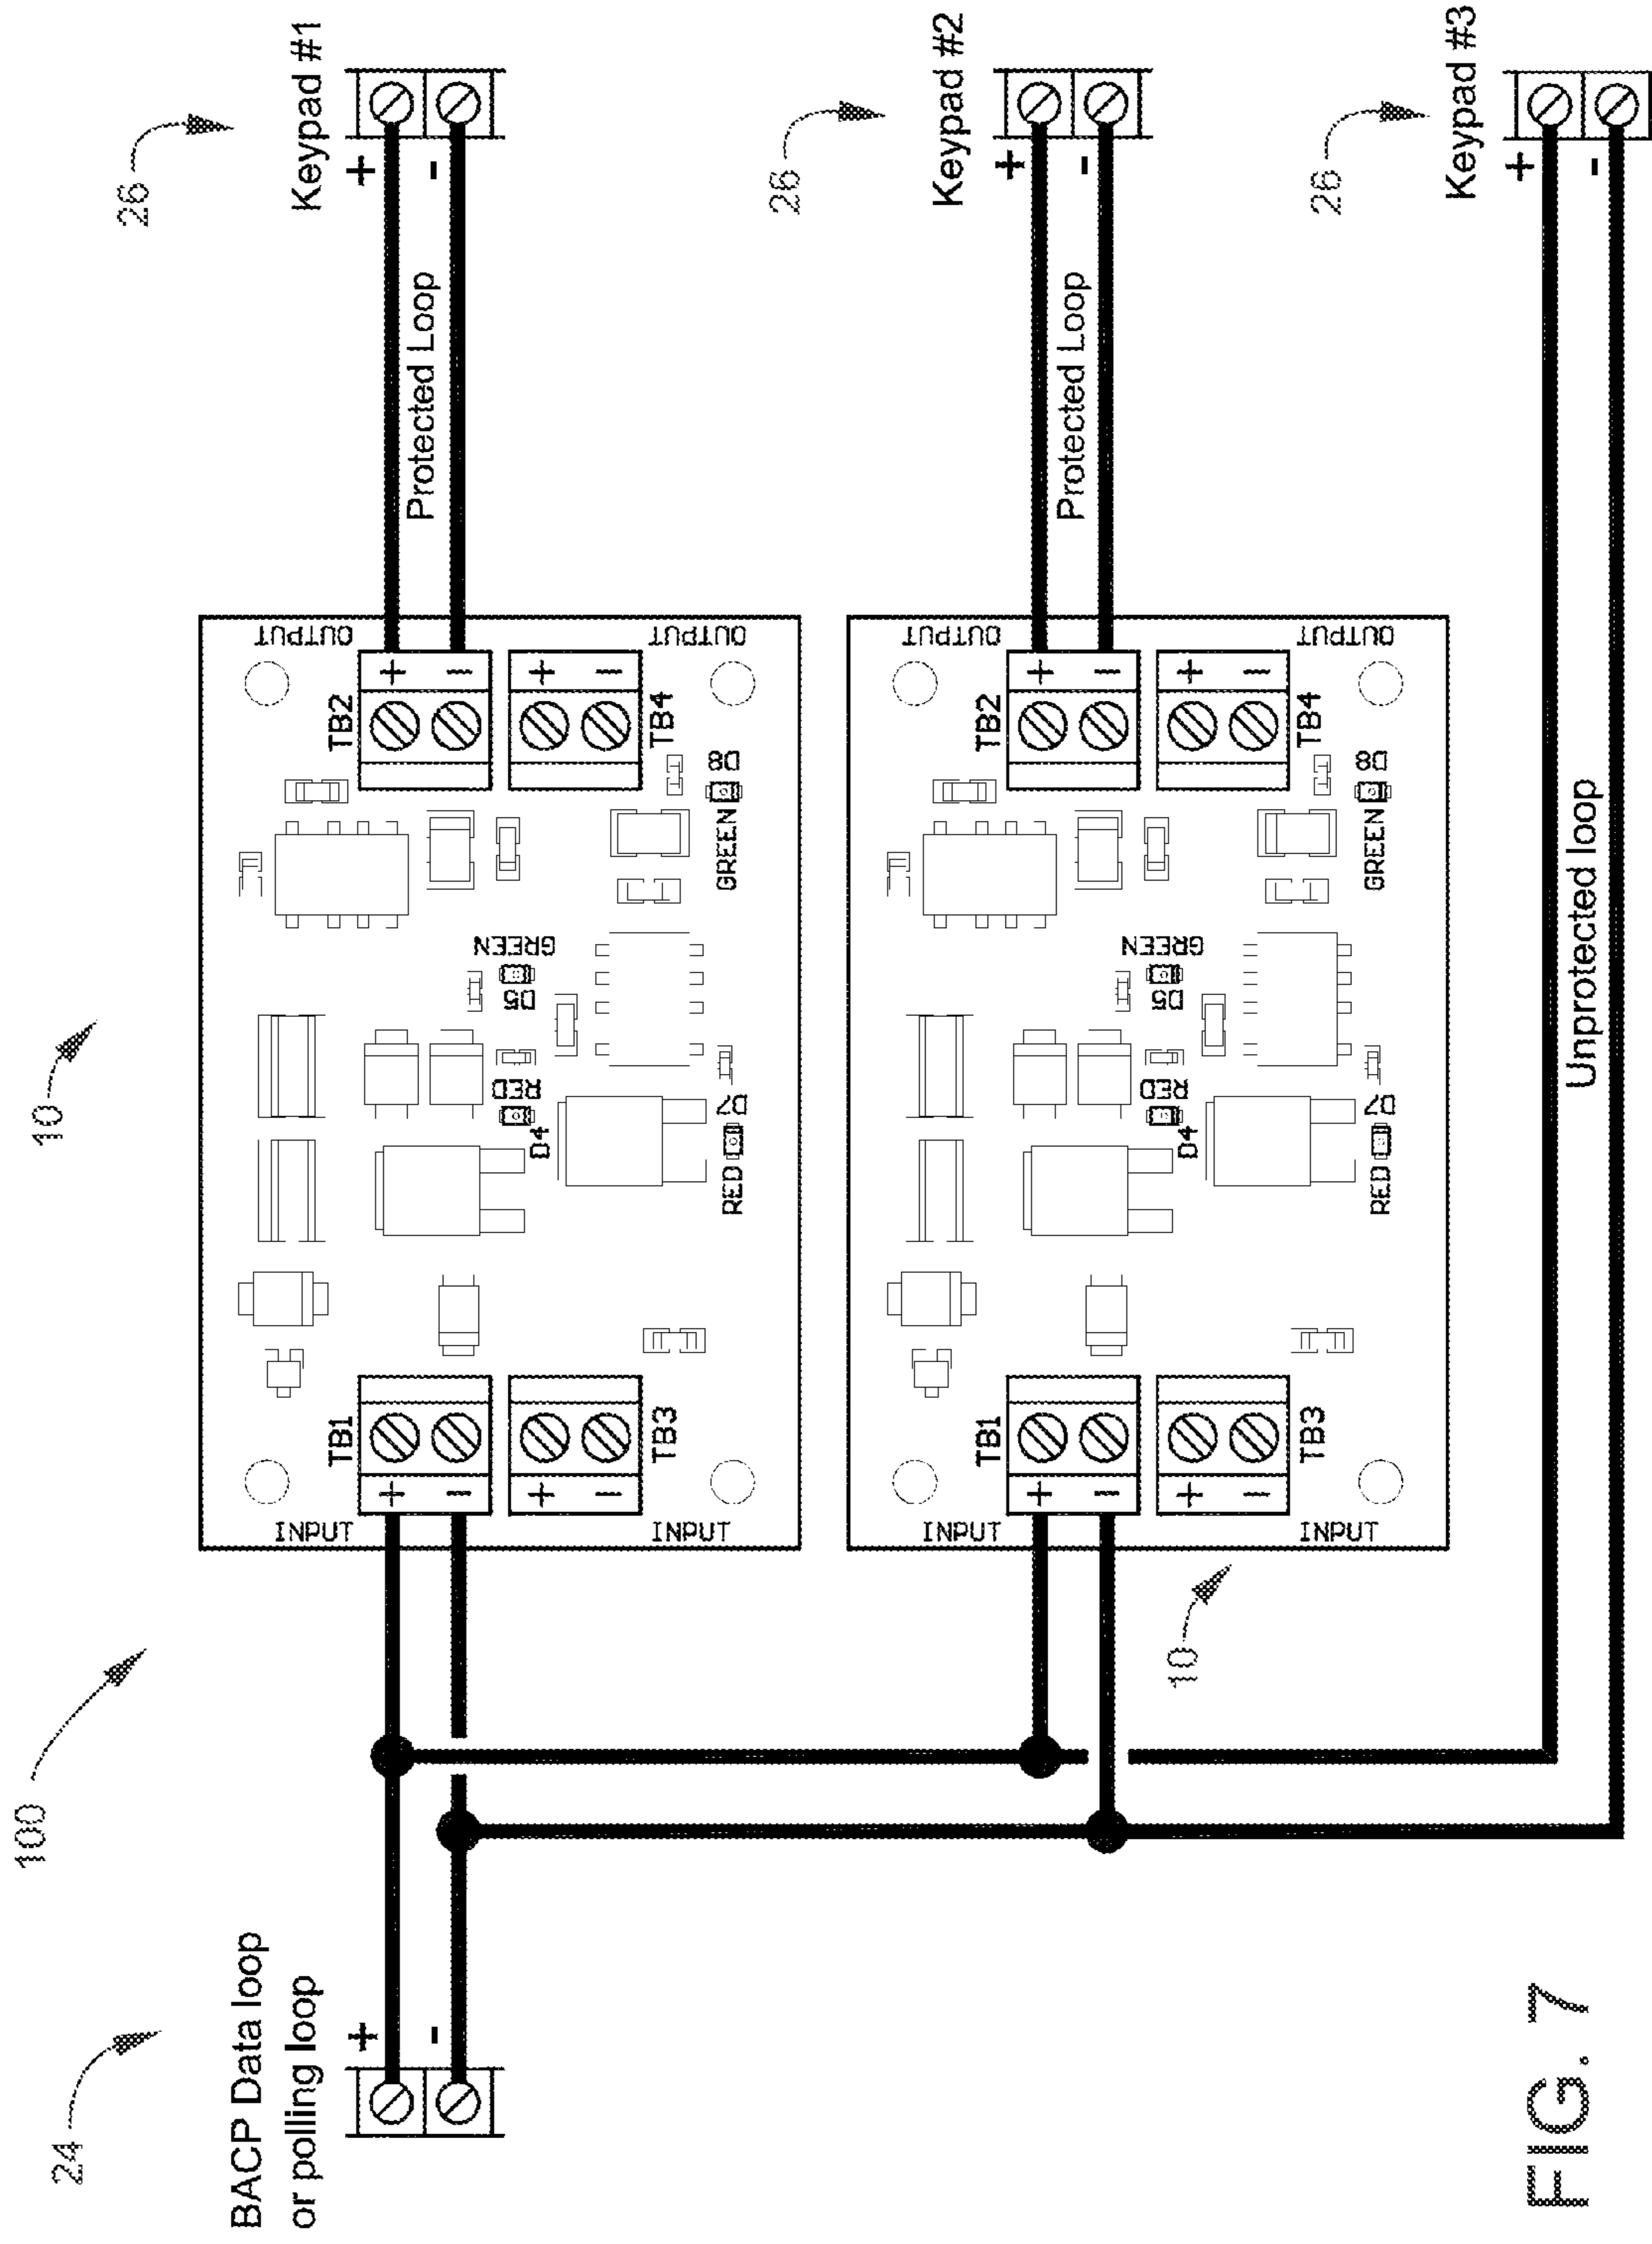 100
24
BACP Data loop
or polling loop
+
-
10
26
Keypad #1
+
-
Protected Loop
INPUT
TB1
+
-
+
-
TB3
INPUT
OUTPUT
TB2
+
-
+
-
TB4
OUTPUT
D4
RED
D5
GREEN
RED
D7
GREEN
D8
10
26
Keypad #2
+
-
Protected Loop
INPUT
TB1
+
-
+
-
TB3
INPUT
OUTPUT
TB2
+
-
+
-
TB4
OUTPUT
D4
RED
D5
GREEN
RED
D7
GREEN
D8
26
Keypad #3
+
-
Unprotected loop
FIG. 7